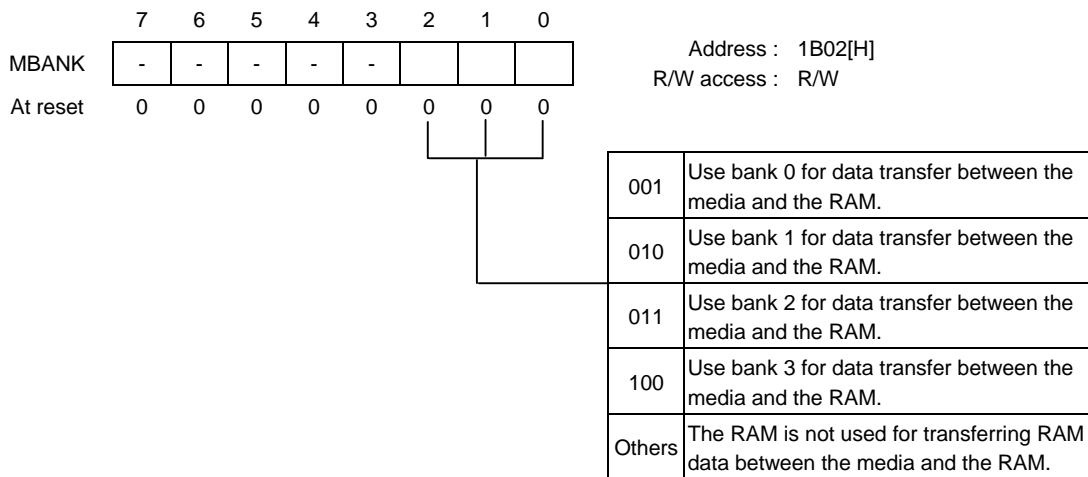 7 6 5 4 3 2 1 0
MBANK - - - - -
At reset 0 0 0 0 0 0 0 0
Address : 1B02[H]
R/W access : R/W
001 Use bank 0 for data transfer between the
media and the RAM.
010 Use bank 1 for data transfer between the
media and the RAM.
011 Use bank 2 for data transfer between the
media and the RAM.
100 Use bank 3 for data transfer between the
media and the RAM.
Others The RAM is not used for transferring RAM
data between the media and the RAM.